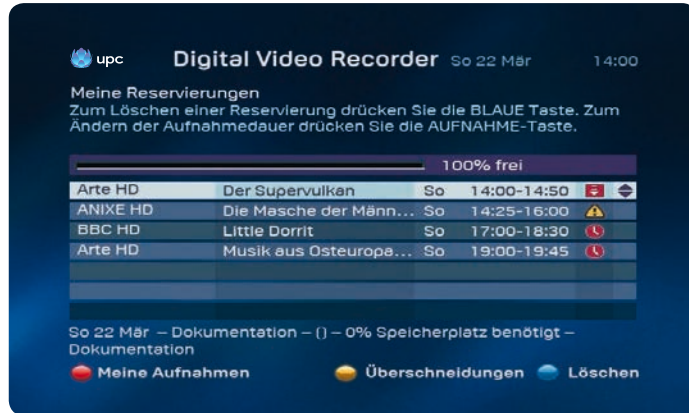 upc Digital Video Recorder So 22 Mär 14:00
Meine Reservierungen
Zum Löschen einer Reservierung drücken Sie die BLAUE Taste. Zum
Ändern der Aufnahmedauer drücken Sie die AUFNAHME-Taste.
100% frei
Arte HD Der Supervulkan So 14:00-14:50
ANIXE HD Die Masche der Männ... So 14:25-16:00
BBC HD Little Dorrit So 17:00-18:30
Arte HD Musik aus Osteuropa... So 19:00-19:45
So 22 Mär – Dokumentation – () – 0% Speicherplatz benötigt –
Dokumentation
Meine Aufnahmen Überschneidungen Löschen